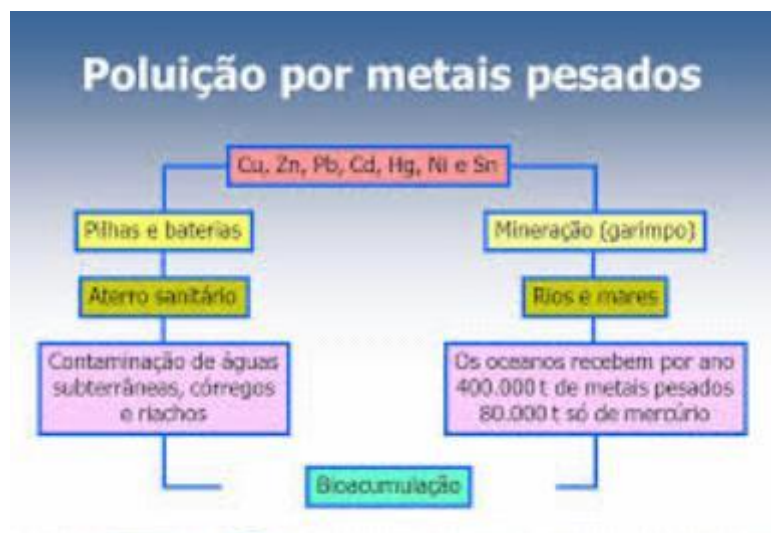 Poluição por metais pesados
Cu, Zn, Pb, Cd, Hg, Ni e Sn
Pilhas e baterias
Mineração (garimpo)
Aterro sanitário
Rios e mares
Contaminação de águas
subterrâneas, córregos
e riachos
Os oceanos recebem por ano
400.000 t de metais pesados
80.000 t só de mercúrio
Bioacumulação